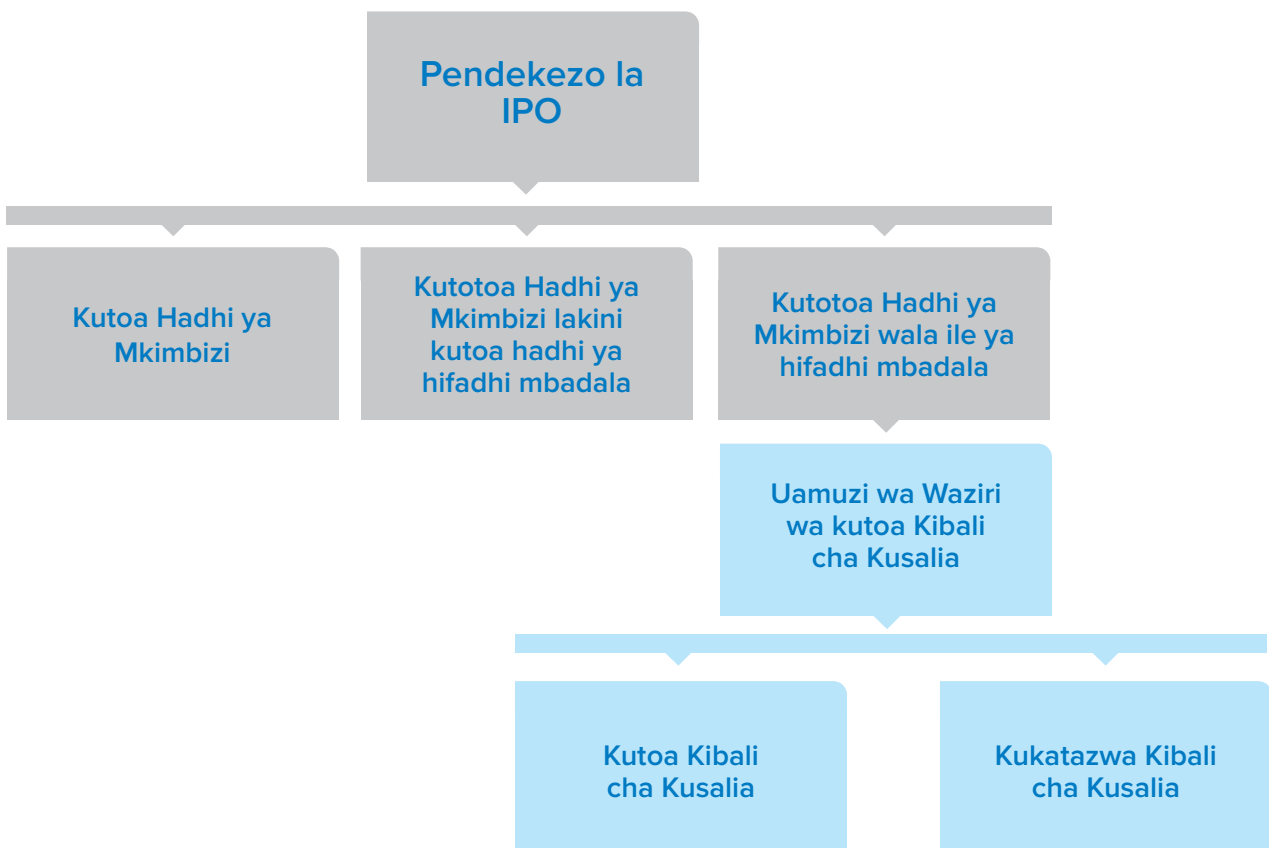 Pendekezo la
IPO
Kutoa Hadhi ya
Mkimbizi
Kutotoa Hadhi ya
Mkimbizi lakini
kutoa hadhi ya
hifadhi mbadala
Kutotoa Hadhi ya
Mkimbizi wala ile ya
hifadhi mbadala
Uamuzi wa Waziri
wa kutoa Kibali
cha Kusalia
Kutoa Kibali
cha Kusalia
Kukatazwa Kibali
cha Kusalia